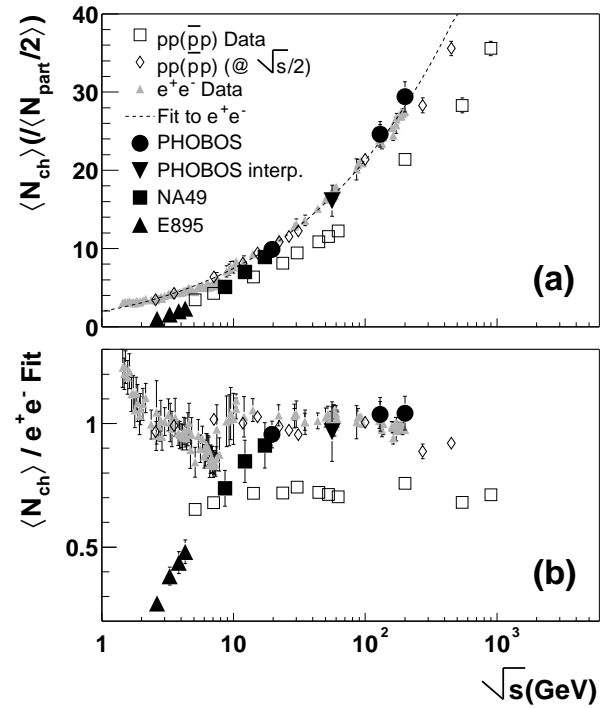 ⟨N_ch⟩(/⟨N_part/2⟩)
40
30
20
10
0
□ pp(p̅p) Data
◇ pp(p̅p) (@ √s/2)
▲ e⁺e⁻ Data
---- Fit to e⁺e⁻
● PHOBOS
▼ PHOBOS interp.
■ NA49
▲ E895
(a)
⟨N_ch⟩ / e⁺e⁻ Fit
1
0.5
(b)
1 10 10² 10³
√s(GeV)